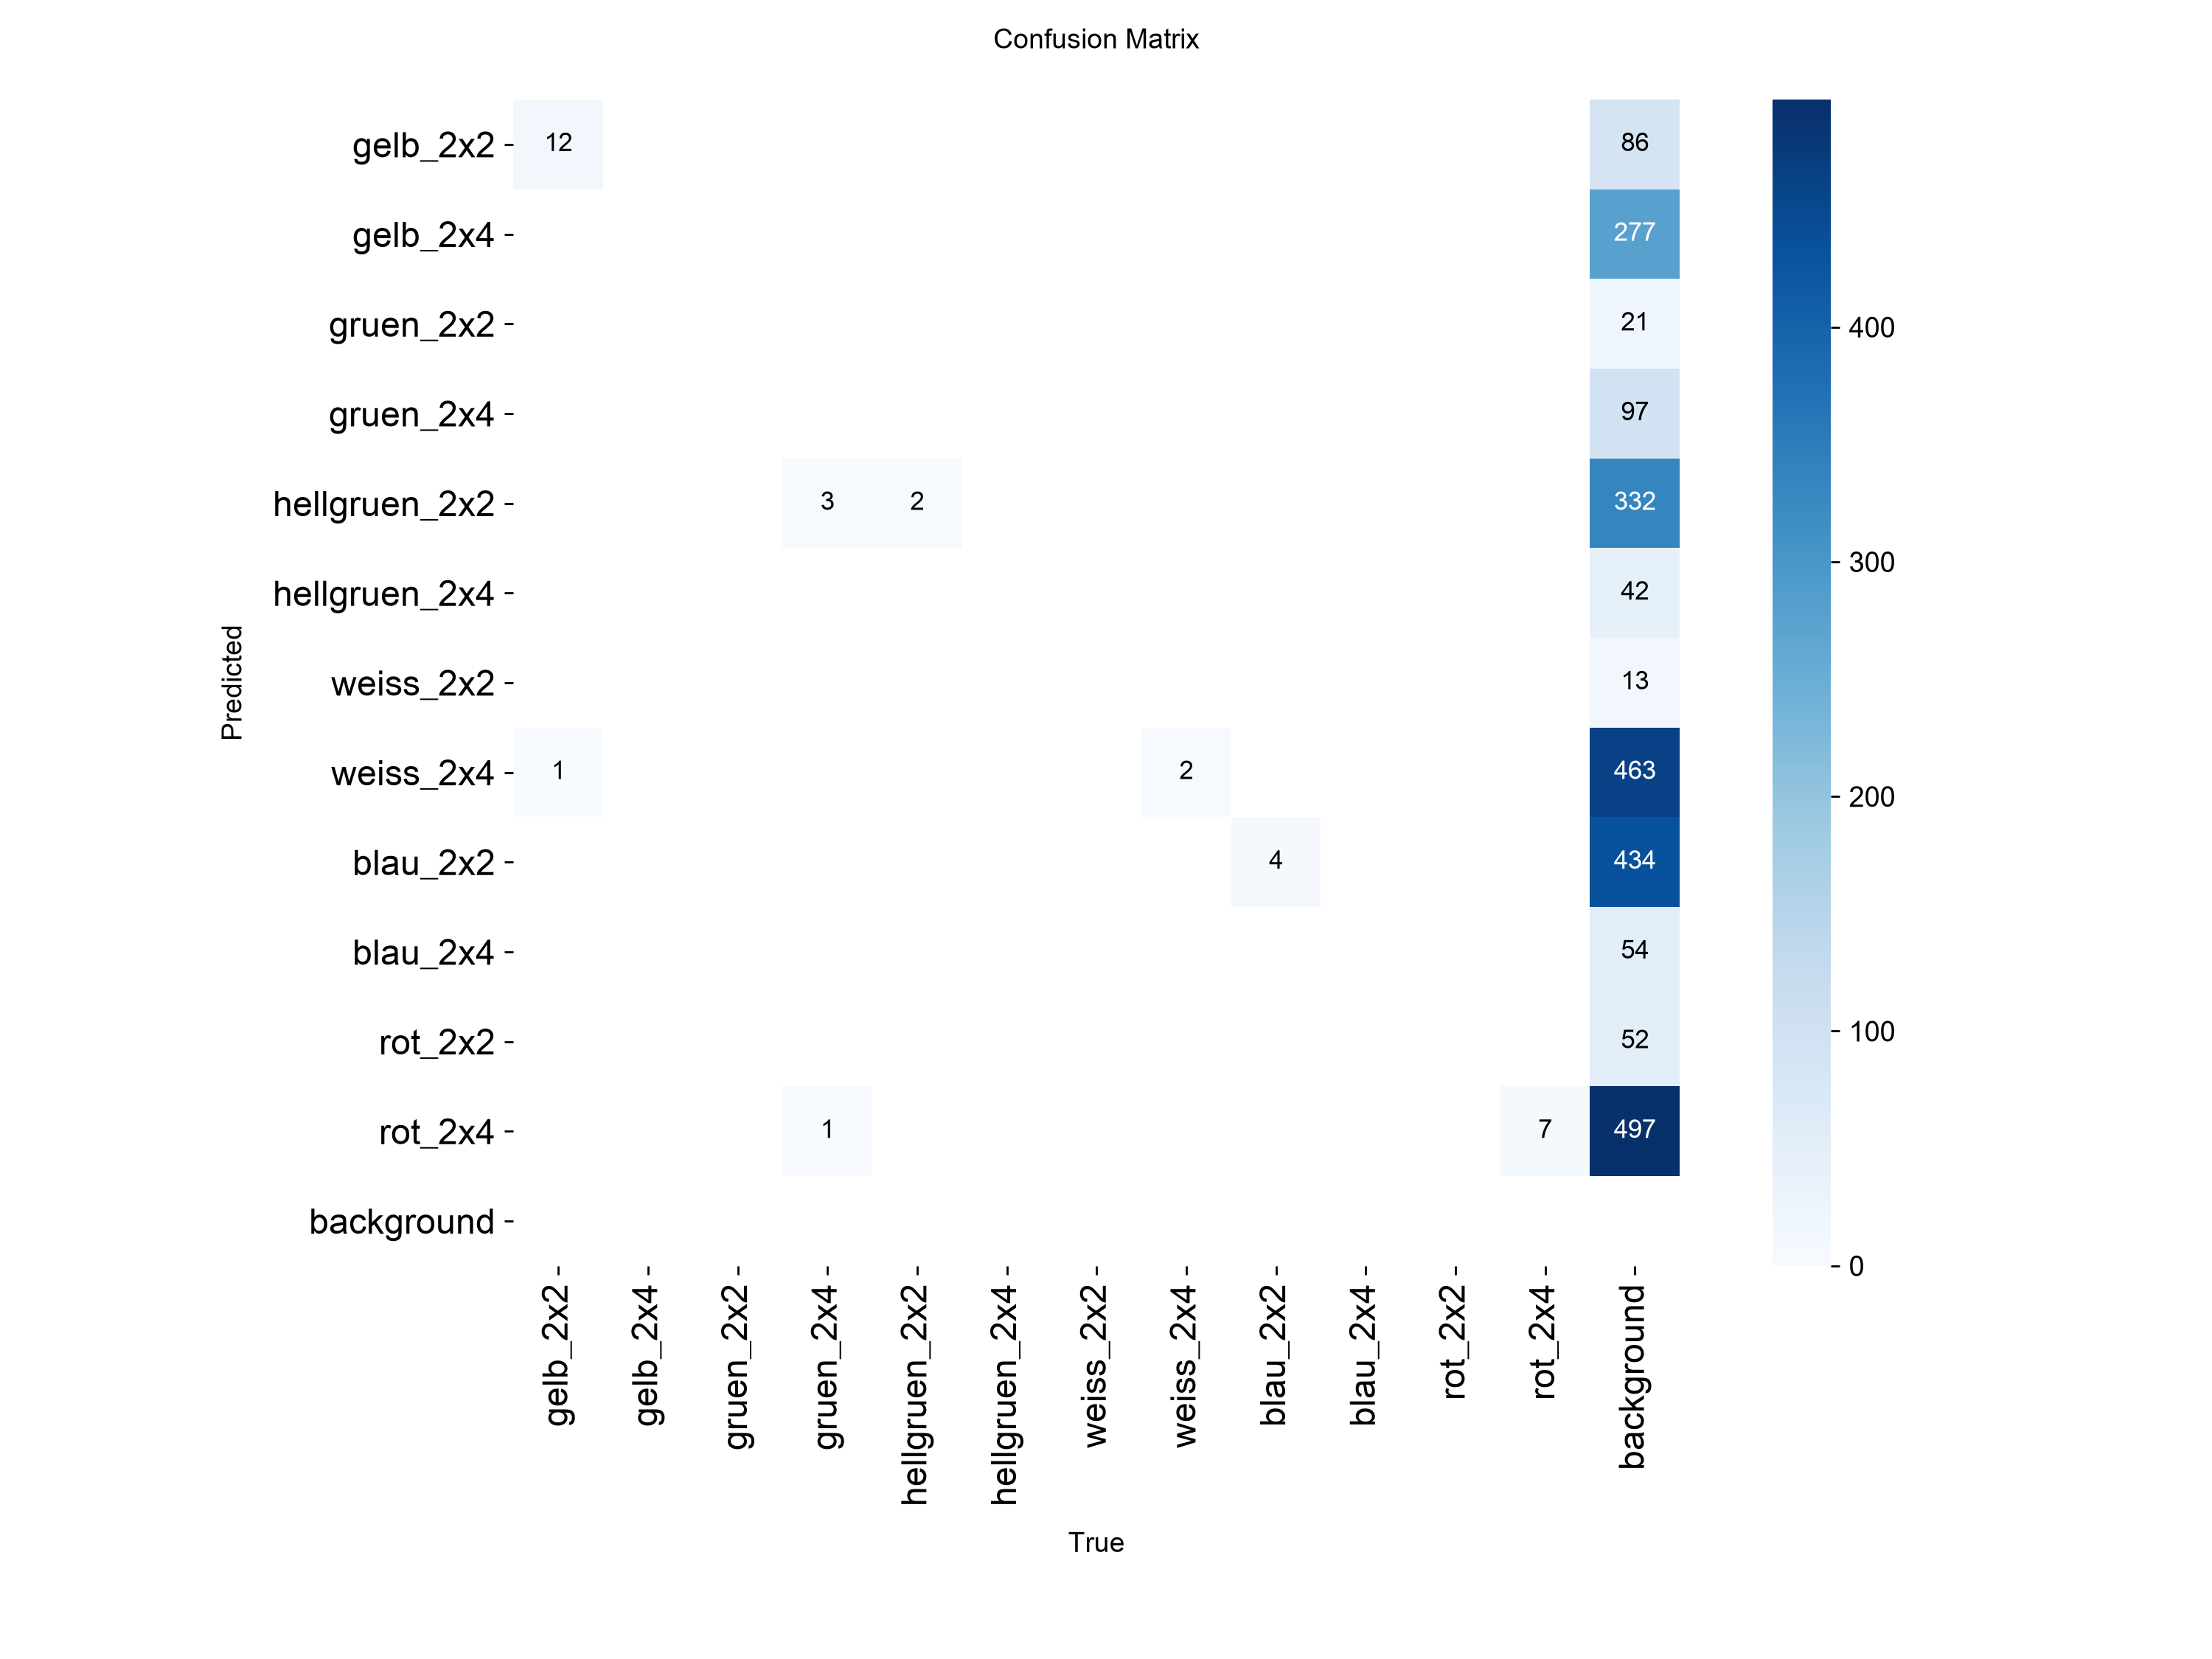 Confusion Matrix
gelb_2x2 12 86
gelb_2x4 277
gruen_2x2 21
gruen_2x4 97
hellgruen_2x2 3 2 332
hellgruen_2x4 42
weiss_2x2 13
weiss_2x4 1 2 463
blau_2x2 4 434
blau_2x4 54
rot_2x2 52
rot_2x4 1 7 497
background
Predicted
gelb_2x2
gelb_2x4
gruen_2x2
gruen_2x4
hellgruen_2x2
hellgruen_2x4
weiss_2x2
weiss_2x4
blau_2x2
blau_2x4
rot_2x2
rot_2x4
background
True
400
300
200
100
0